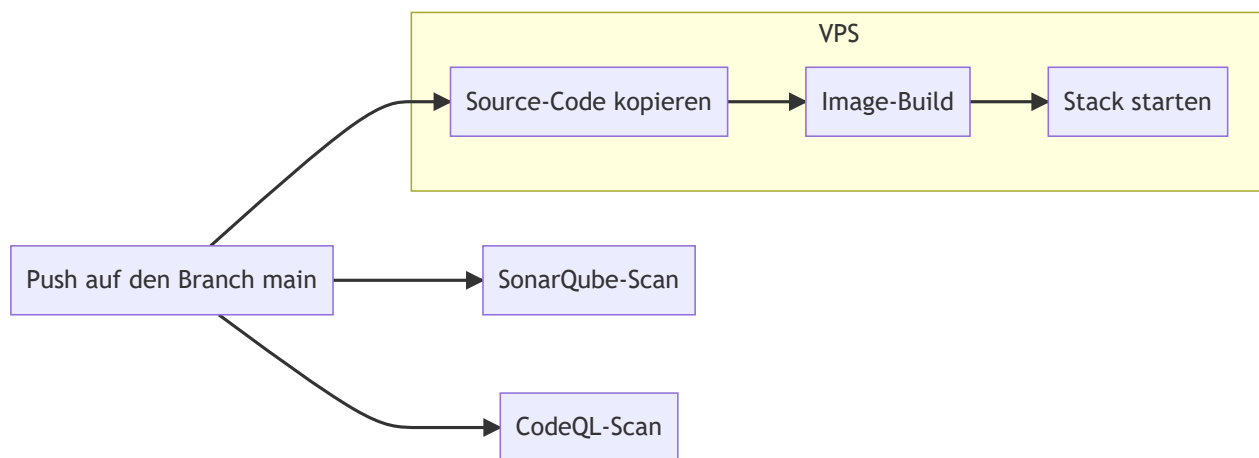 VPS
Source-Code kopieren
Image-Build
Stack starten
Push auf den Branch main
SonarQube-Scan
CodeQL-Scan